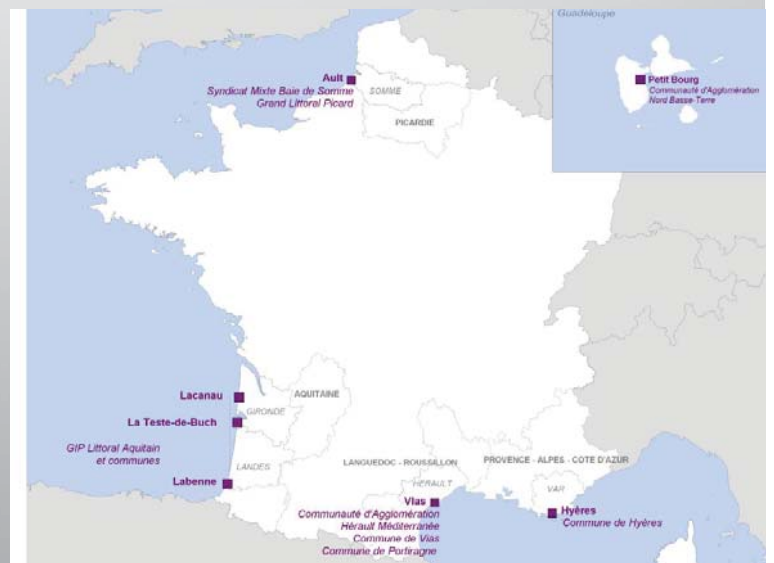 Guadeloupe
Petit Bourg
Communauté d'Agglomération
Nord Basse-Terre
Ault
Syndicat Mixte Baie de Somme
Grand Littoral Picard
SOMME
PICARDIE
Lacanau
AQUITAINE
GIRONDE
La Teste-de-Buch
GIP Littoral Aquitain
et communes
LANDES
Labenne
LANGUEDOC - ROUSSILLON
PROVENCE - ALPES - COTE D'AZUR
HERAULT
VAR
Vias
Communauté d'Agglomération
Hérault Méditerranée
Commune de Vias
Commune de Portiragne
Hyères
Commune de Hyères